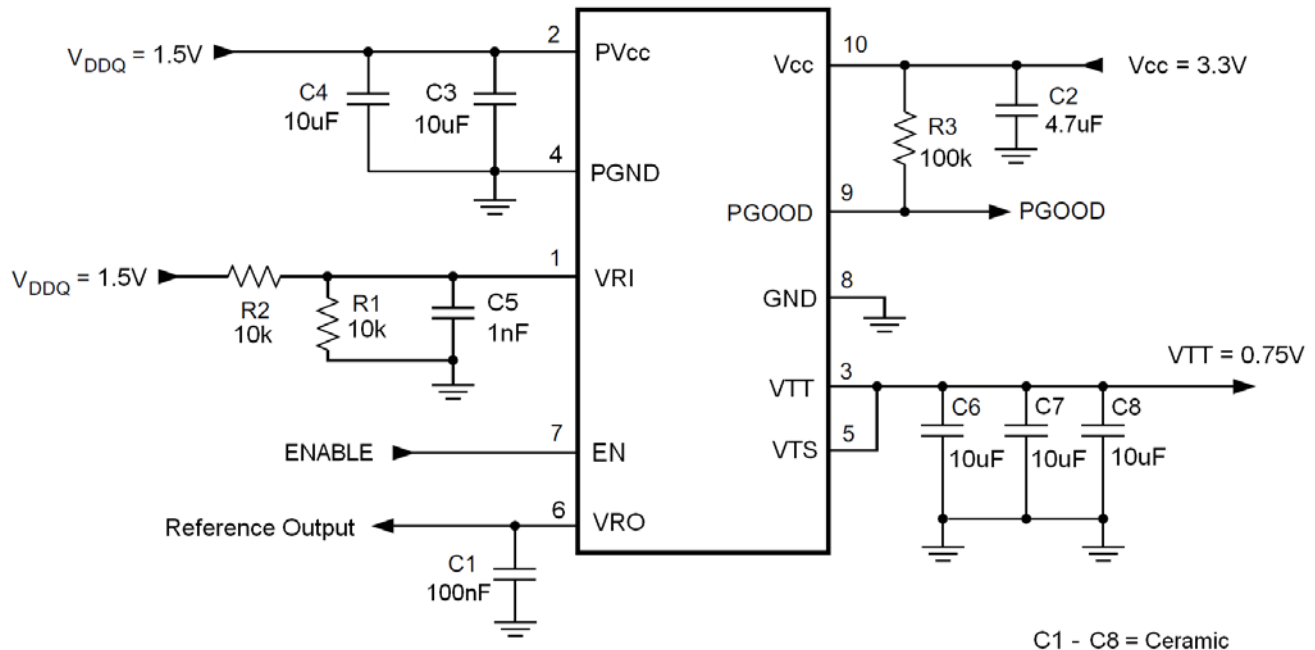 V_DDQ = 1.5V
2
PVcc
C4
10uF
C3
10uF
4
PGND
V_DDQ = 1.5V
R2
10k
R1
10k
C5
1nF
1
VRI
ENABLE
7
EN
Reference Output
6
VRO
C1
100nF
10
Vcc
Vcc = 3.3V
R3
100k
C2
4.7uF
9
PGOOD
PGOOD
8
GND
VTT = 0.75V
3
VTT
5
VTS
C6
10uF
C7
10uF
C8
10uF
C1 - C8 = Ceramic